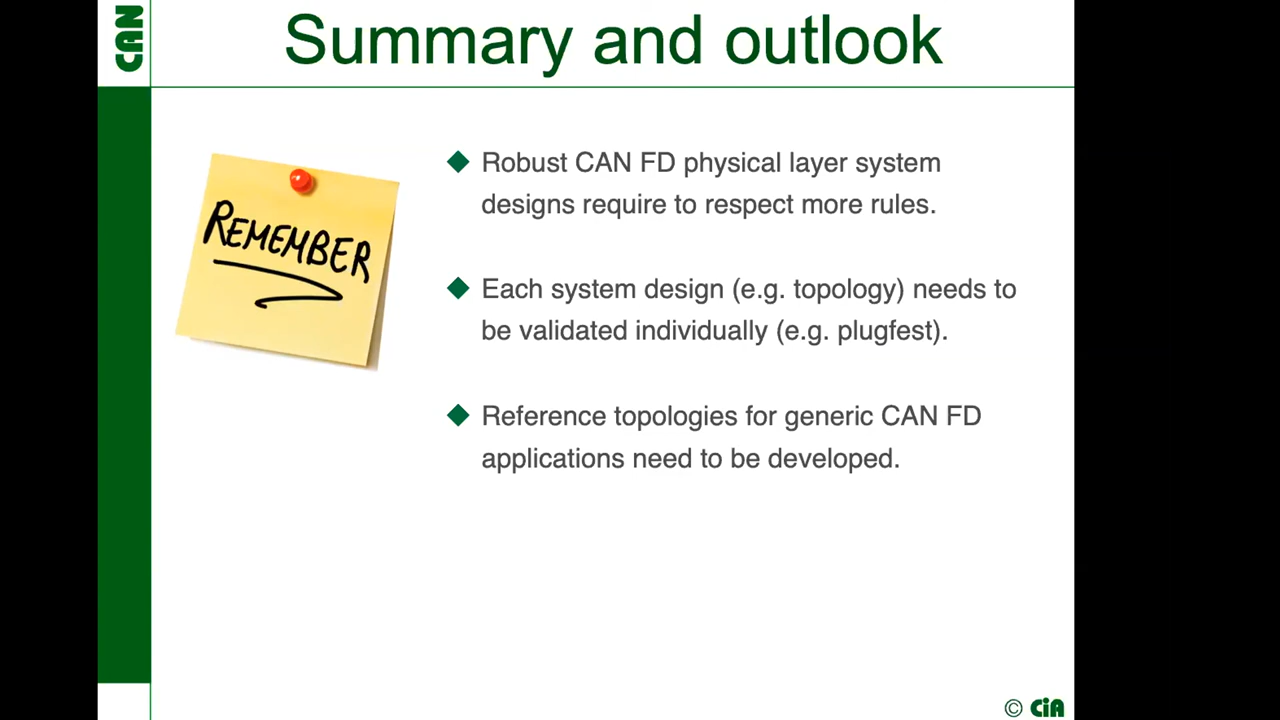 CAN
Summary and outlook
REMEMBER
Robust CAN FD physical layer system
designs require to respect more rules.
Each system design (e.g. topology) needs to
be validated individually (e.g. plugfest).
Reference topologies for generic CAN FD
applications need to be developed.
© CiA